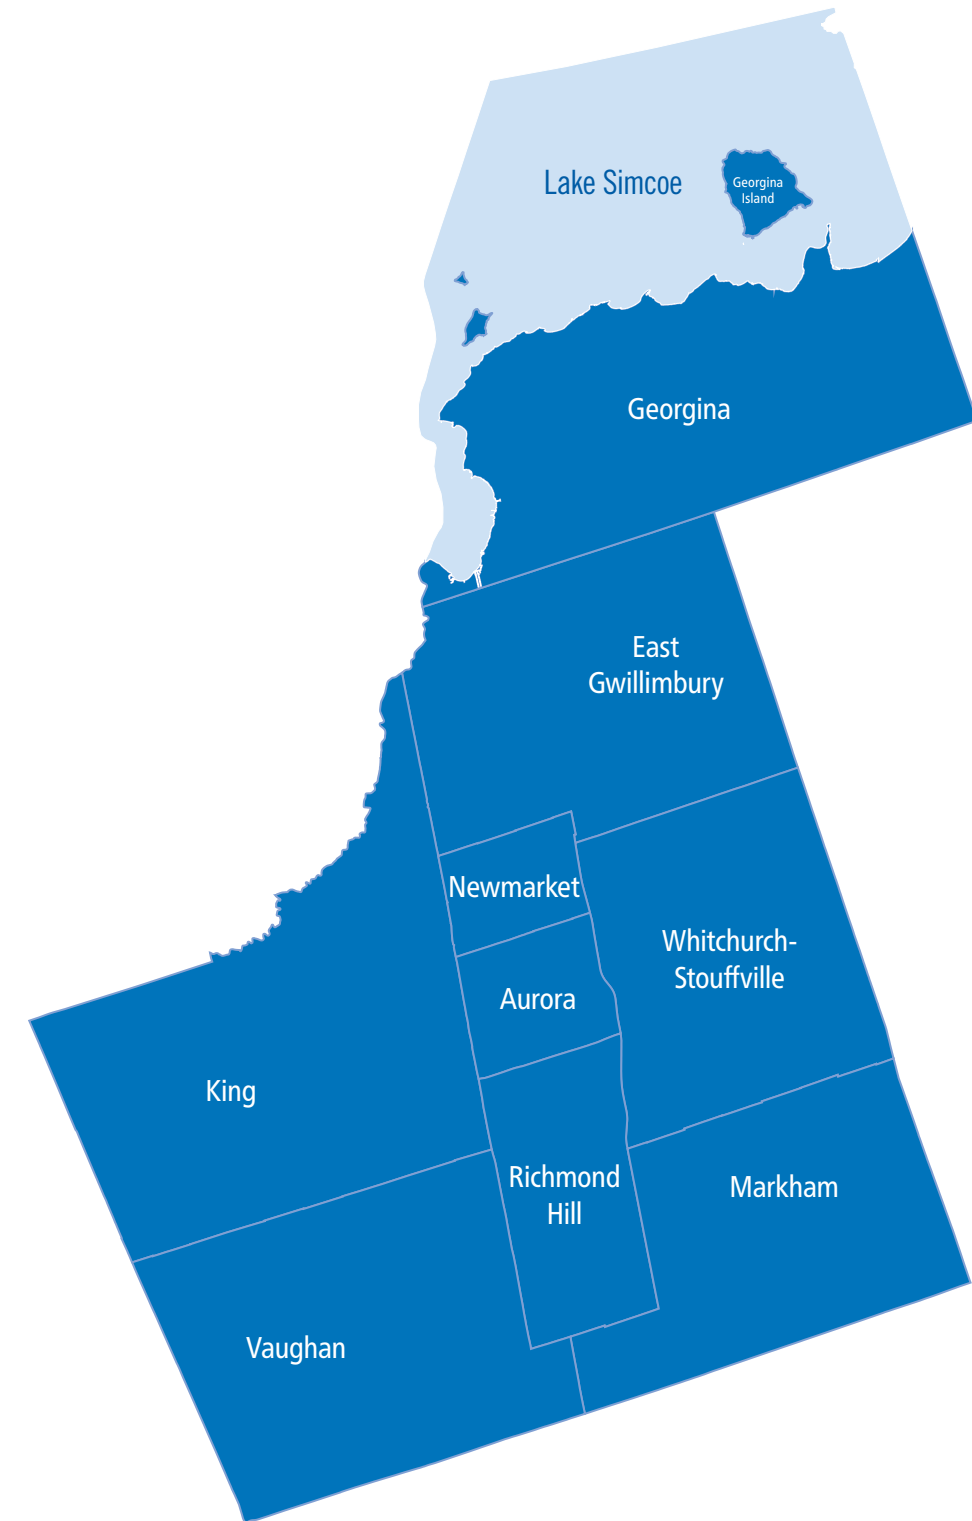 Lake Simcoe
Georgina
Island
Georgina
East
Gwillimbury
Newmarket
Whitchurch-
Stouffville
Aurora
King
Richmond
Hill
Markham
Vaughan